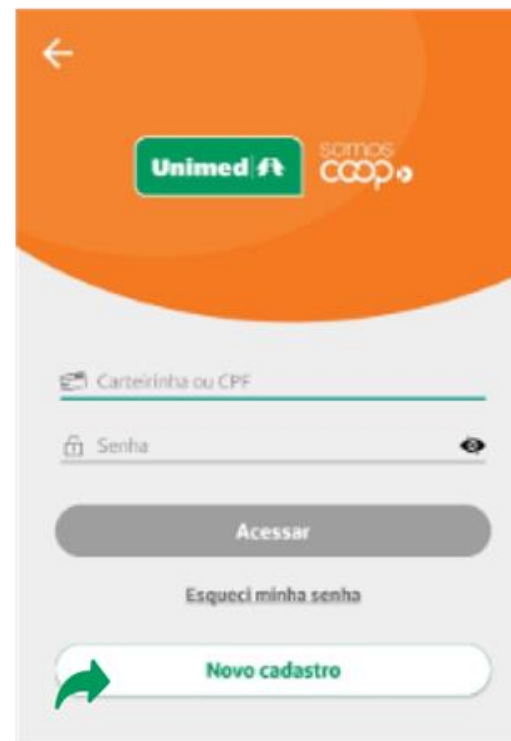 Unimed
somos
coop
Carteirinha ou CPF
Senha
Acessar
Esqueci minha senha
Novo cadastro